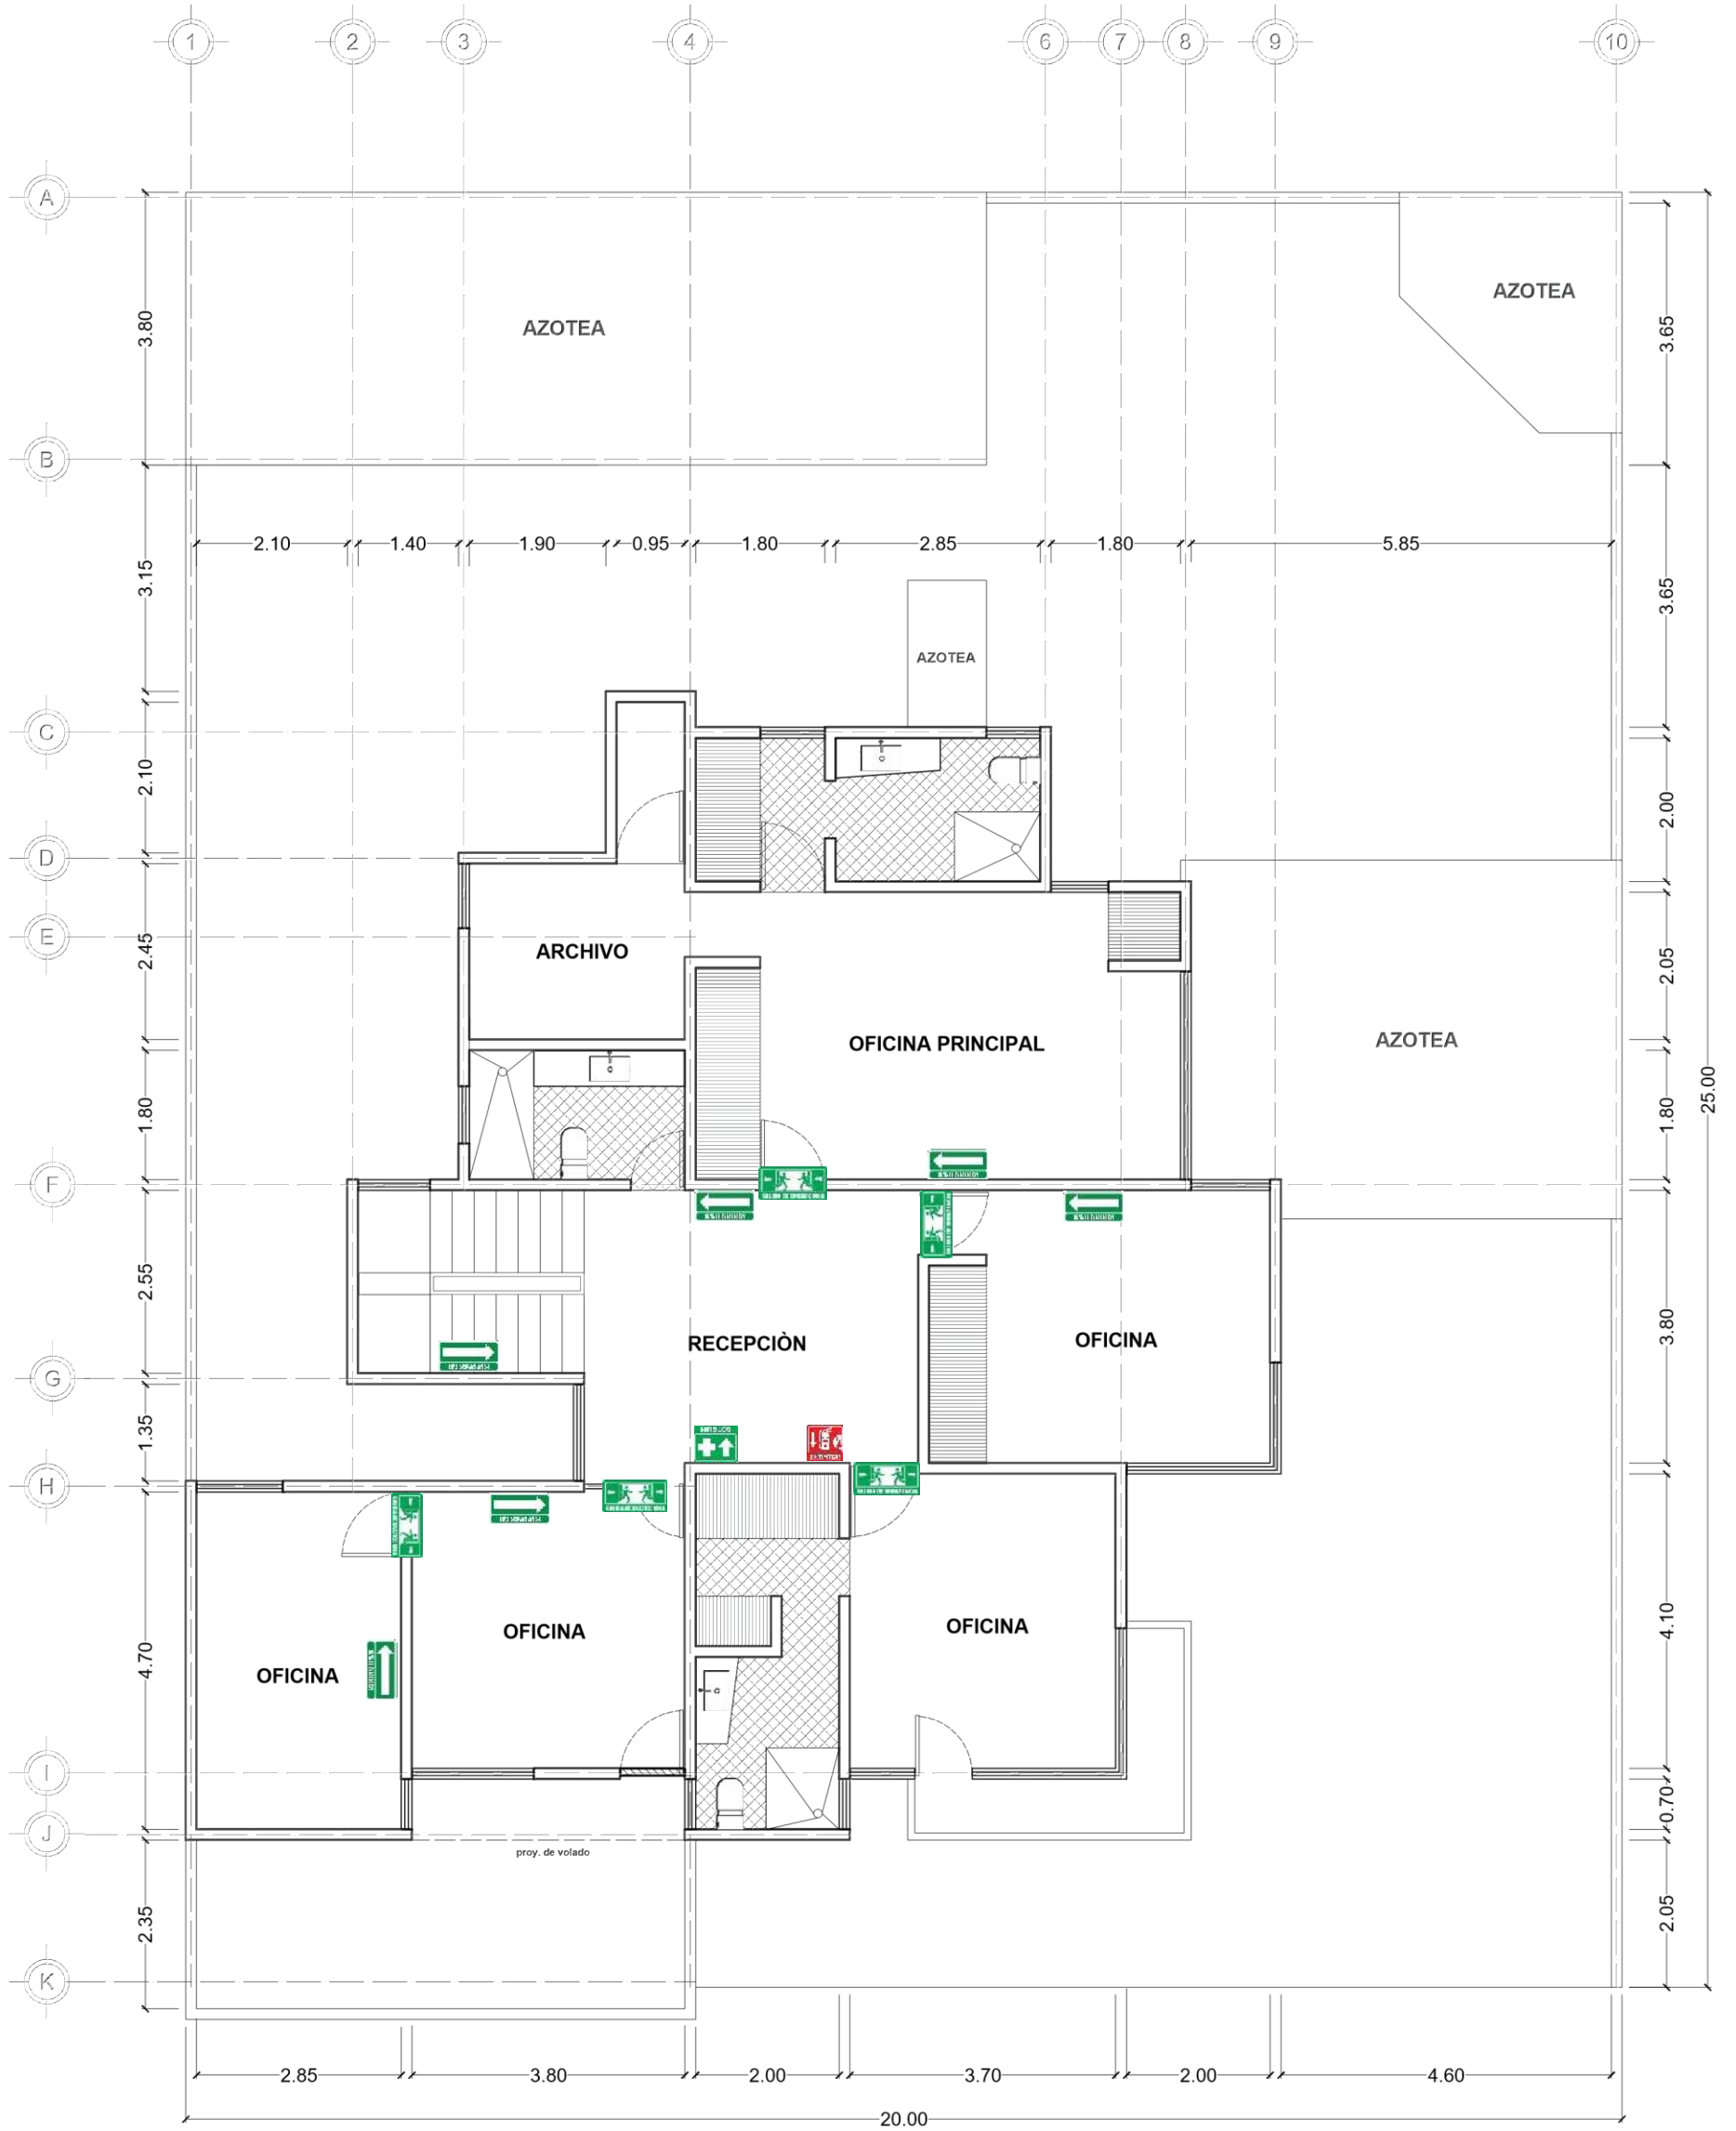 1 2 3 4 6 7 8 9 10
A
AZOTEA
AZOTEA
3.80
3.65
B
2.10 1.40 1.90 0.95 1.80 2.85 1.80 5.85
3.15
3.65
AZOTEA
C
2.10
2.00
D
E
2.45
ARCHIVO
2.05
OFICINA PRINCIPAL
AZOTEA
25.00
1.80
1.80
F
2.55
RECEPCIÒN
OFICINA
3.80
G
1.35
H
4.70
OFICINA
OFICINA
OFICINA
4.10
I
0.70
J
proy. de volado
2.35
2.05
K
2.85 3.80 2.00 3.70 2.00 4.60
20.00